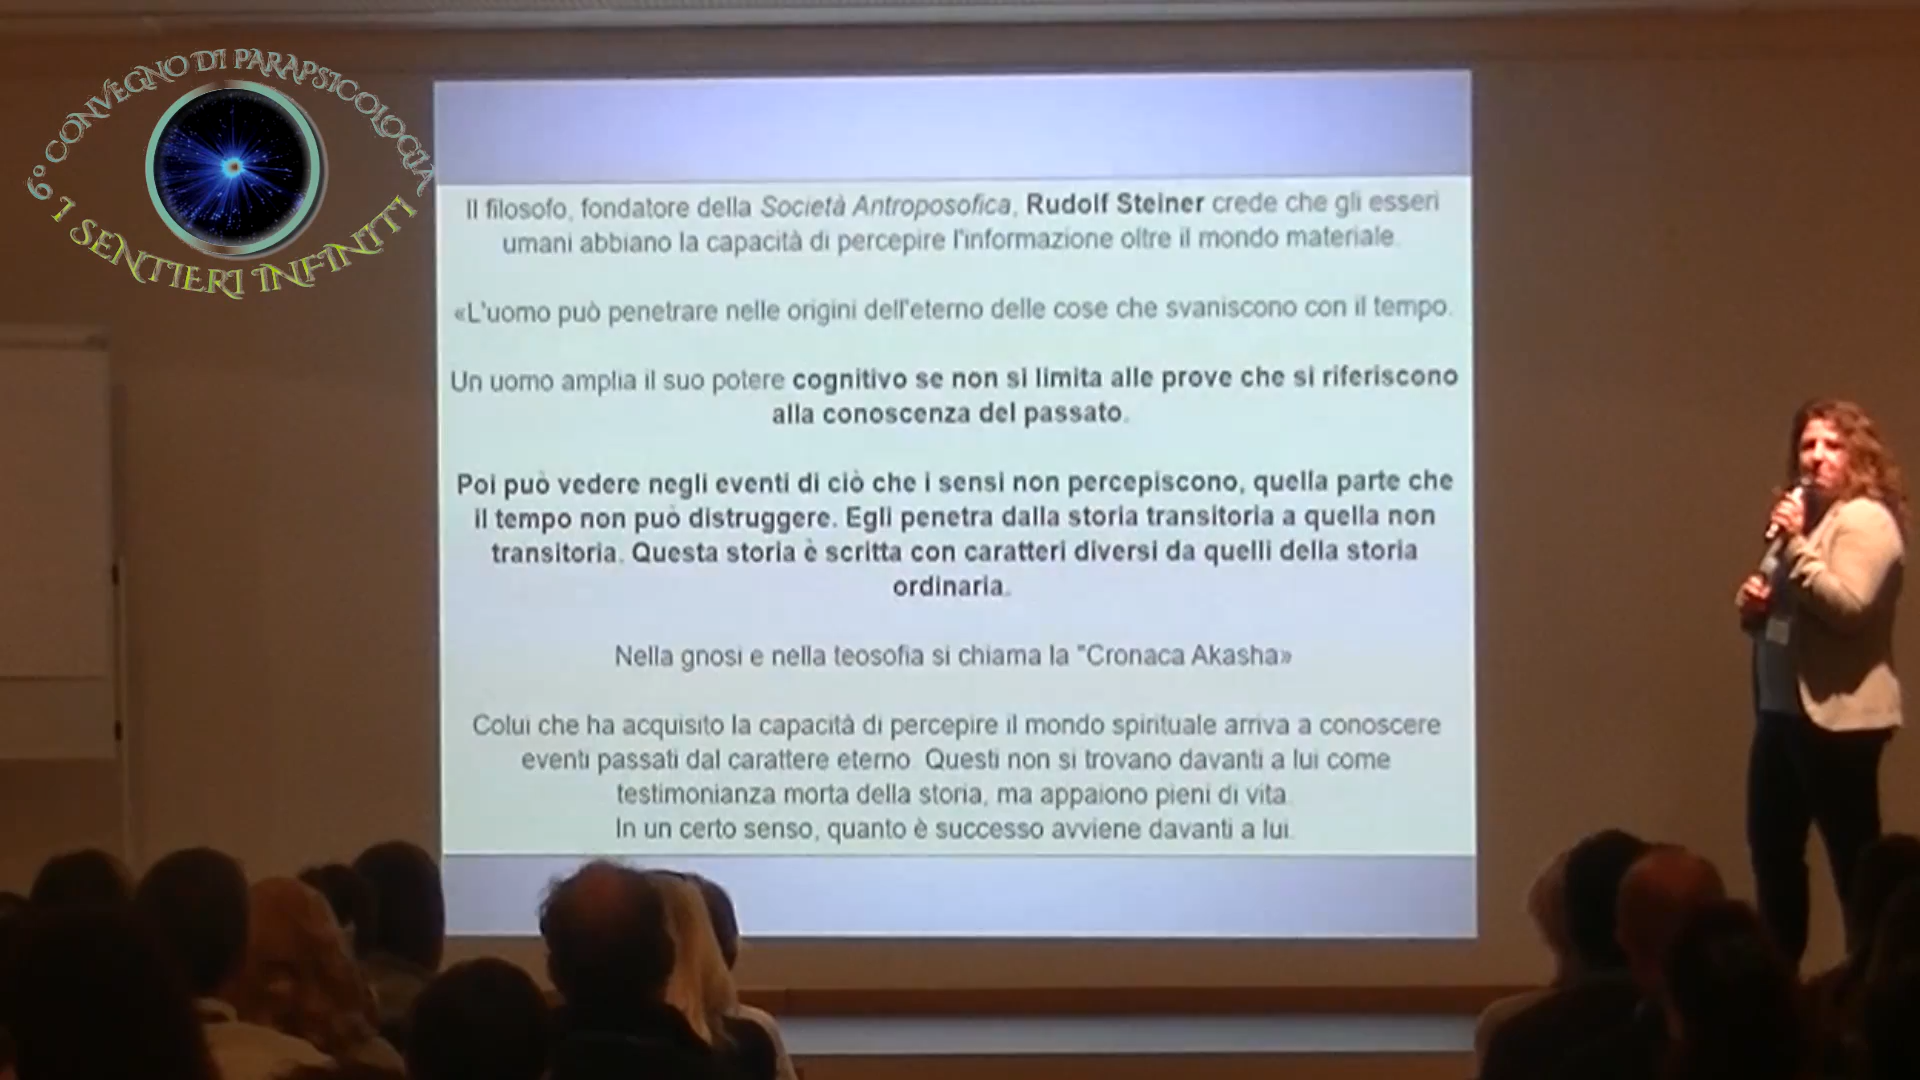 6° CONVEGNO DI PARAPSICOLOGIA
I SENTIERI INFINITI
Il filosofo, fondatore della Società Antroposofica, Rudolf Steiner crede che gli esseri
umani abbiano la capacità di percepire l'informazione oltre il mondo materiale.
«L'uomo può penetrare nelle origini dell'eterno delle cose che svaniscono con il tempo.
Un uomo amplia il suo potere cognitivo se non si limita alle prove che si riferiscono
alla conoscenza del passato.
Poi può vedere negli eventi di ciò che i sensi non percepiscono, quella parte che
il tempo non può distruggere. Egli penetra dalla storia transitoria a quella non
transitoria. Questa storia è scritta con caratteri diversi da quelli della storia
ordinaria.
Nella gnosi e nella teosofia si chiama la "Cronaca Akasha»
Colui che ha acquisito la capacità di percepire il mondo spirituale arriva a conoscere
eventi passati dal carattere eterno. Questi non si trovano davanti a lui come
testimonianza morta della storia, ma appaiono pieni di vita.
In un certo senso, quanto è successo avviene davanti a lui.